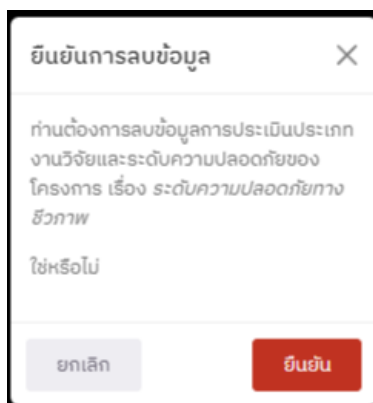 ยืนยันการลบข้อมูล
ท่านต้องการลบข้อมูลการประเมินประเภท
งานวิจัยและระดับความปลอดภัยของ
โครงการ เรื่อง ระดับความปลอดภัยทาง
ชีวภาพ
ใช่หรือไม่
ยกเลิก ยืนยัน